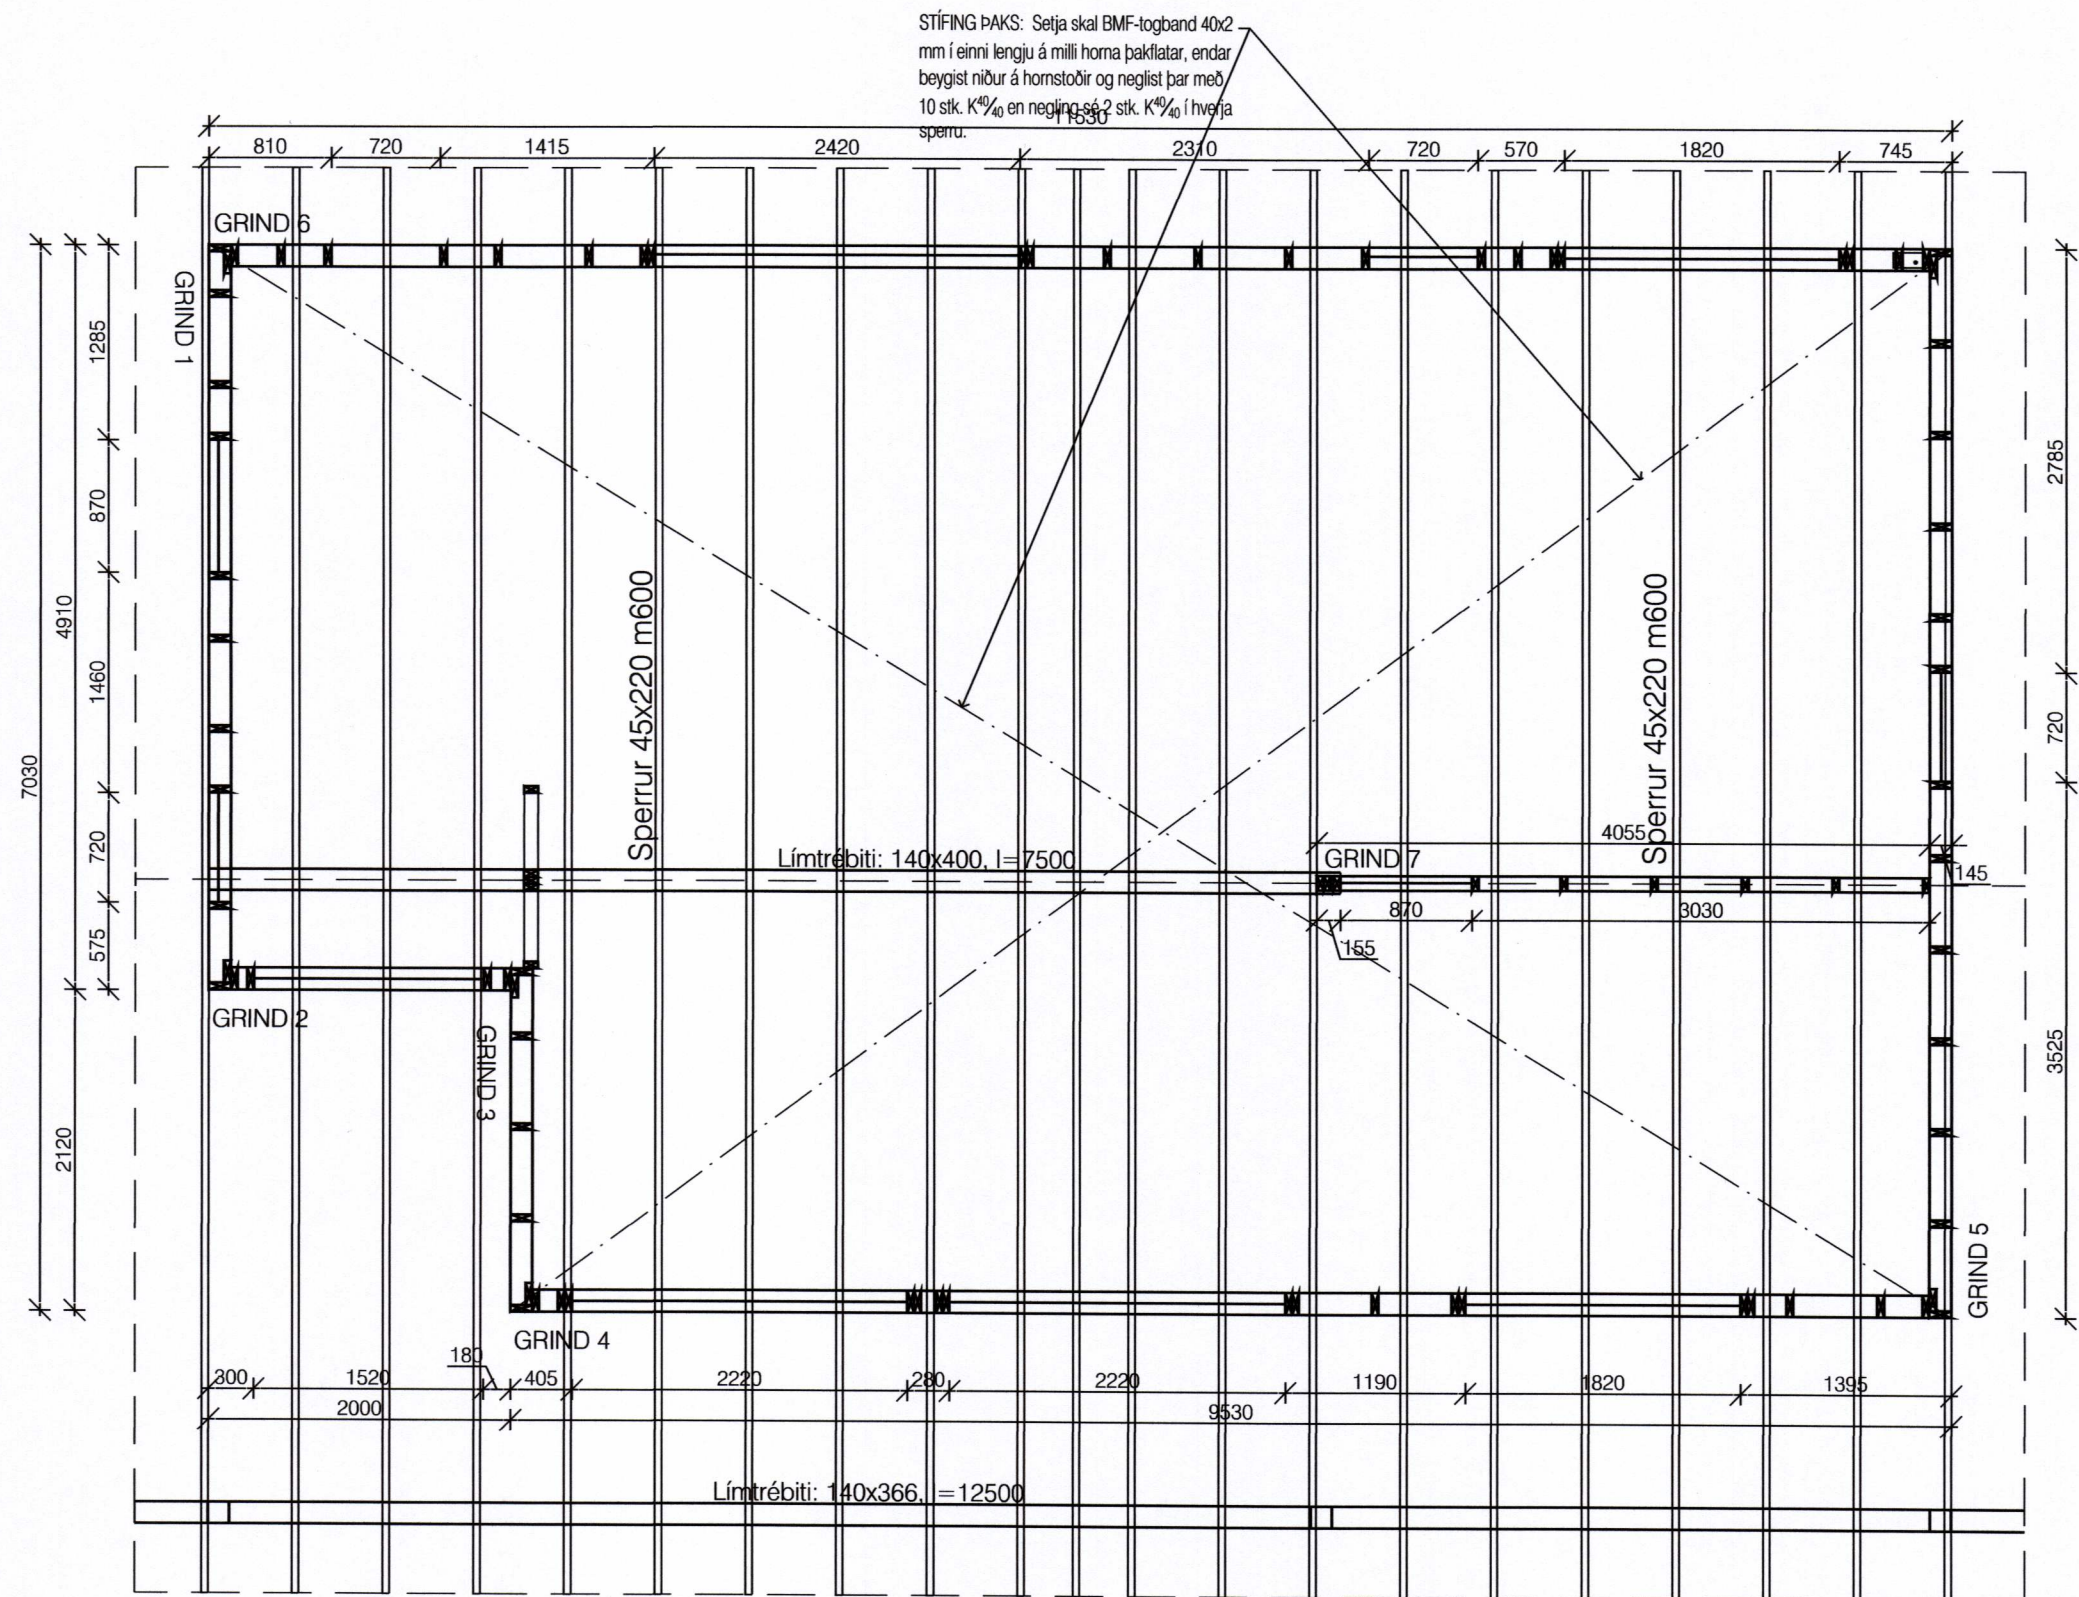 STÍFING ÞAKS: Setja skal BMF-togband 40x2
mm í einni lengju á milli horna þakflatar, endar
beygist niður á hornstoðir og neglist þar með
10 stk. K40/40 en negling sé 2 stk. K40/40 í hverja
sperru.
11530
810 720 1415 2420 2310 720 570 1820 745
GRIND 6
GRIND 1
1285
870
1460
720
575
4910
2120
7030
Sperrur 45x220 m600
Sperrur 45x220 m600
2785
720
3525
4055
145
Límtrébiti: 140x400, l=7500
GRIND 7
870 3030
155
GRIND 2
GRIND 3
GRIND 5
GRIND 4
180
300 1520 405 2220 280 2220 1190 1820 1395
2000 9530
Límtrébiti: 140x366, l=12500